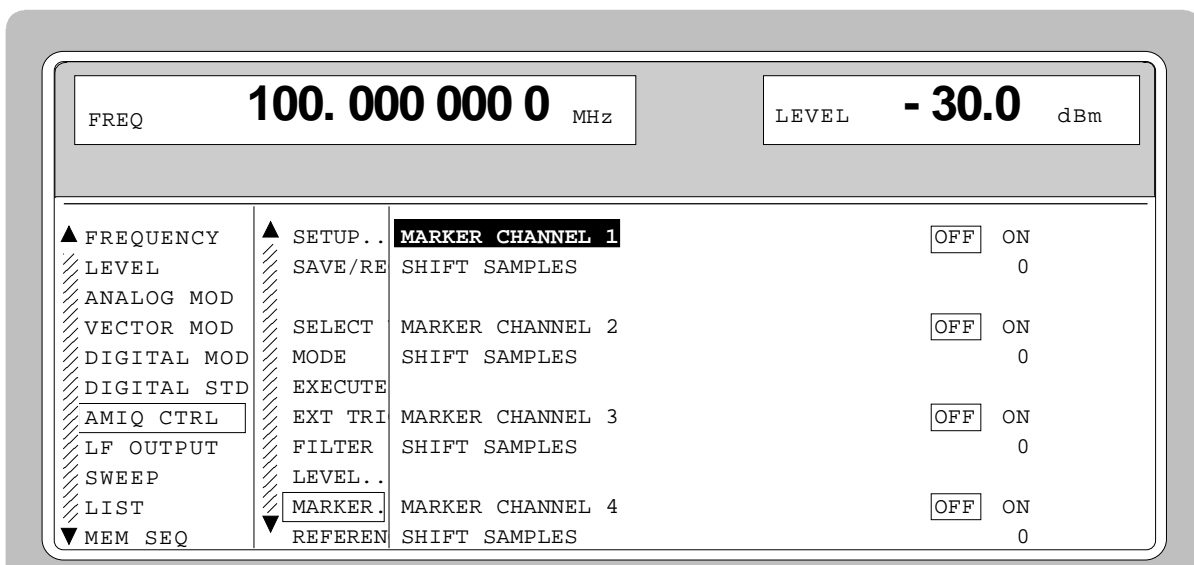 FREQ 100. 000 000 0 MHz LEVEL - 30.0 dBm
FREQUENCY SETUP.. MARKER CHANNEL 1 OFF ON
LEVEL SAVE/RE SHIFT SAMPLES 0
ANALOG MOD
VECTOR MOD SELECT MARKER CHANNEL 2 OFF ON
DIGITAL MOD MODE SHIFT SAMPLES 0
DIGITAL STD EXECUTE
AMIQ CTRL EXT TRI MARKER CHANNEL 3 OFF ON
LF OUTPUT FILTER SHIFT SAMPLES 0
SWEEP LEVEL..
LIST MARKER. MARKER CHANNEL 4 OFF ON
MEM SEQ REFEREN SHIFT SAMPLES 0